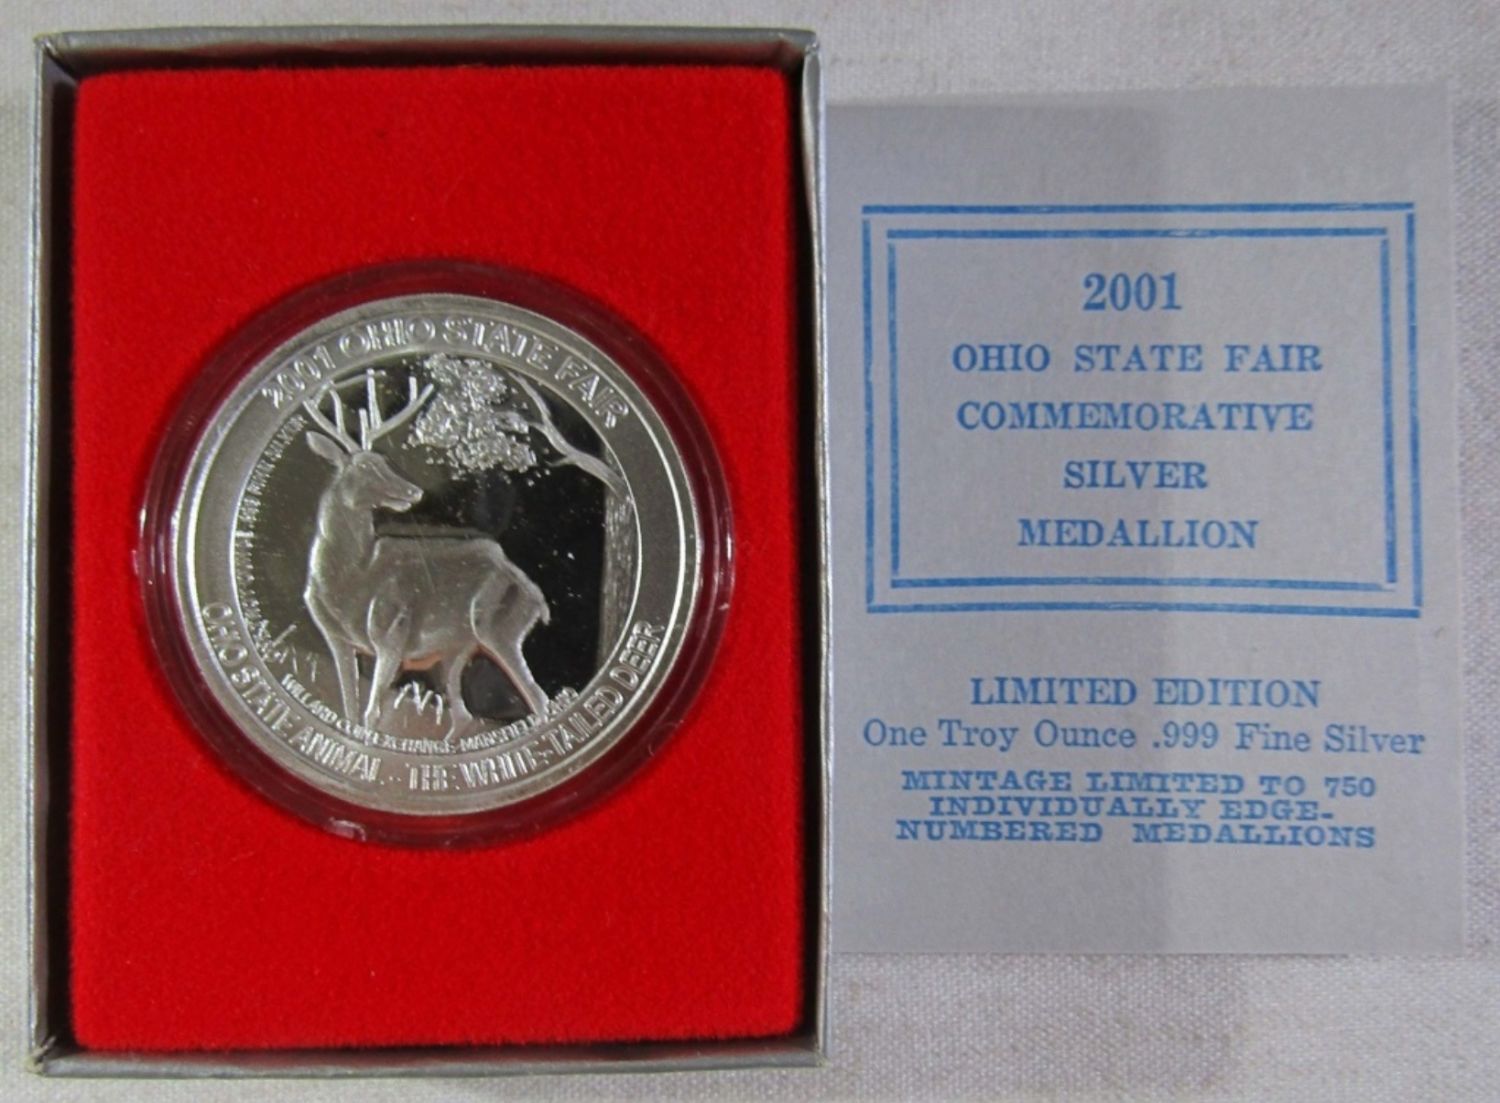 2001 OHIO STATE FAIR
OHIO STATE ANIMAL - THE WHITE-TAILED DEER
2001
OHIO STATE FAIR
COMMEMORATIVE
SILVER
MEDALLION
LIMITED EDITION
One Troy Ounce .999 Fine Silver
MINTAGE LIMITED TO 750
INDIVIDUALLY EDGE-
NUMBERED MEDALLIONS